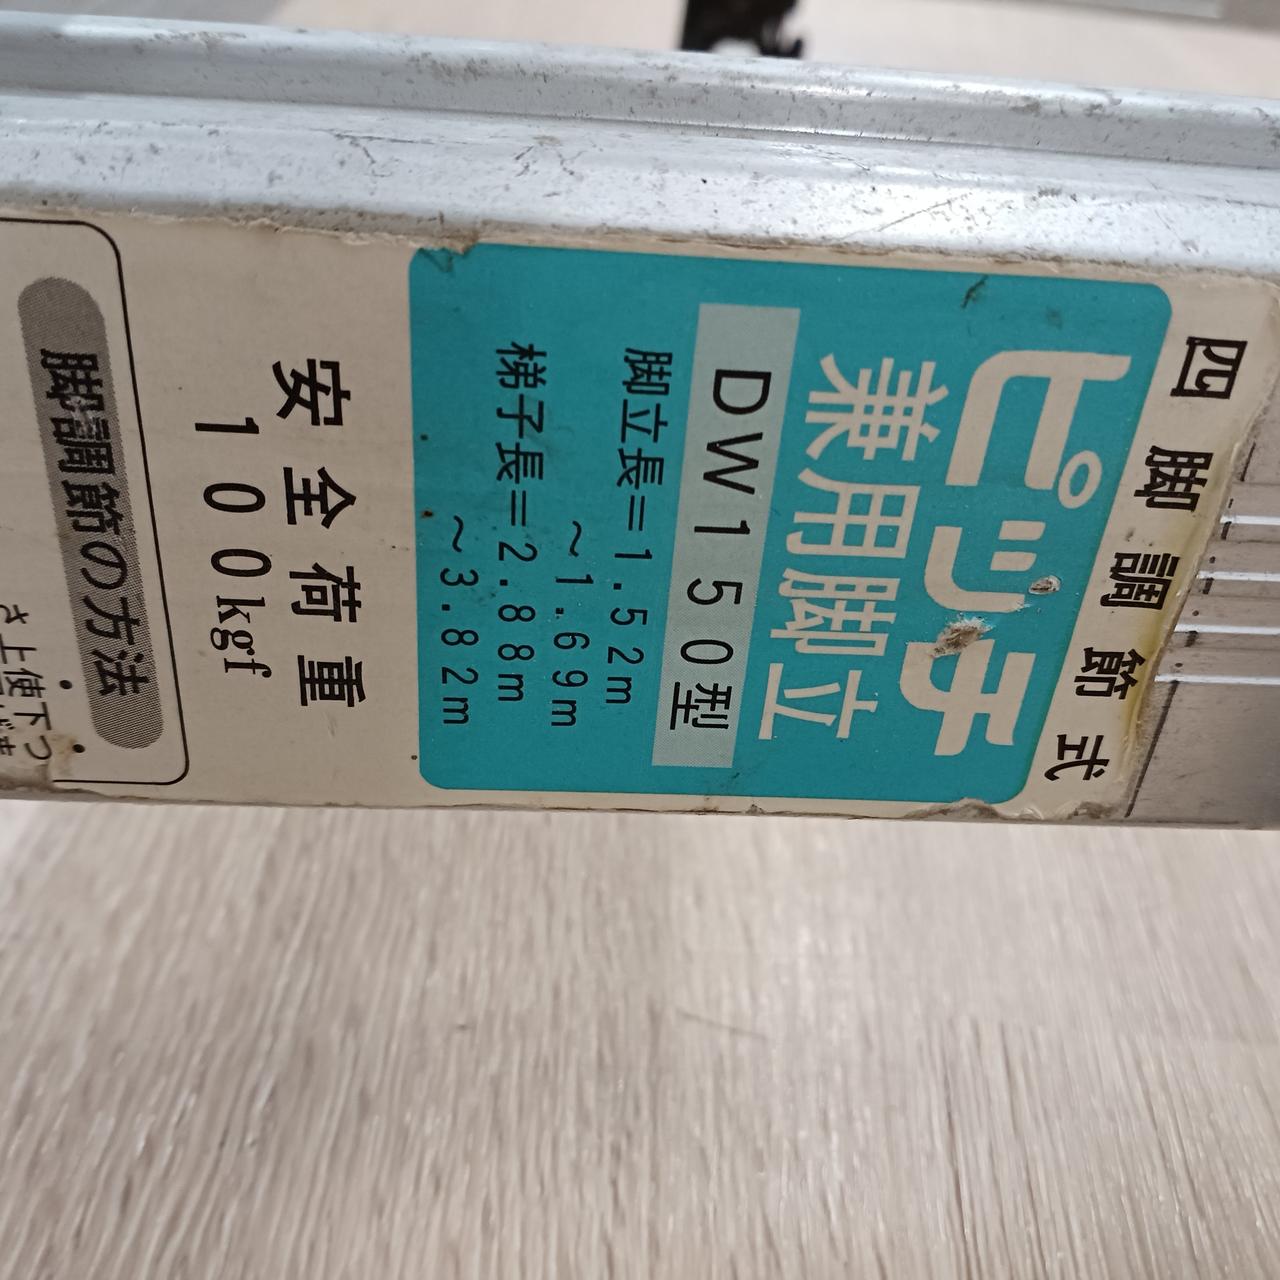 四脚調節式
ピッチ
兼用脚立
DW150型
脚立長=1.52m
～1.69m
梯子長=2.88m
～3.82m
安全荷重
100kgf
脚調節の方法